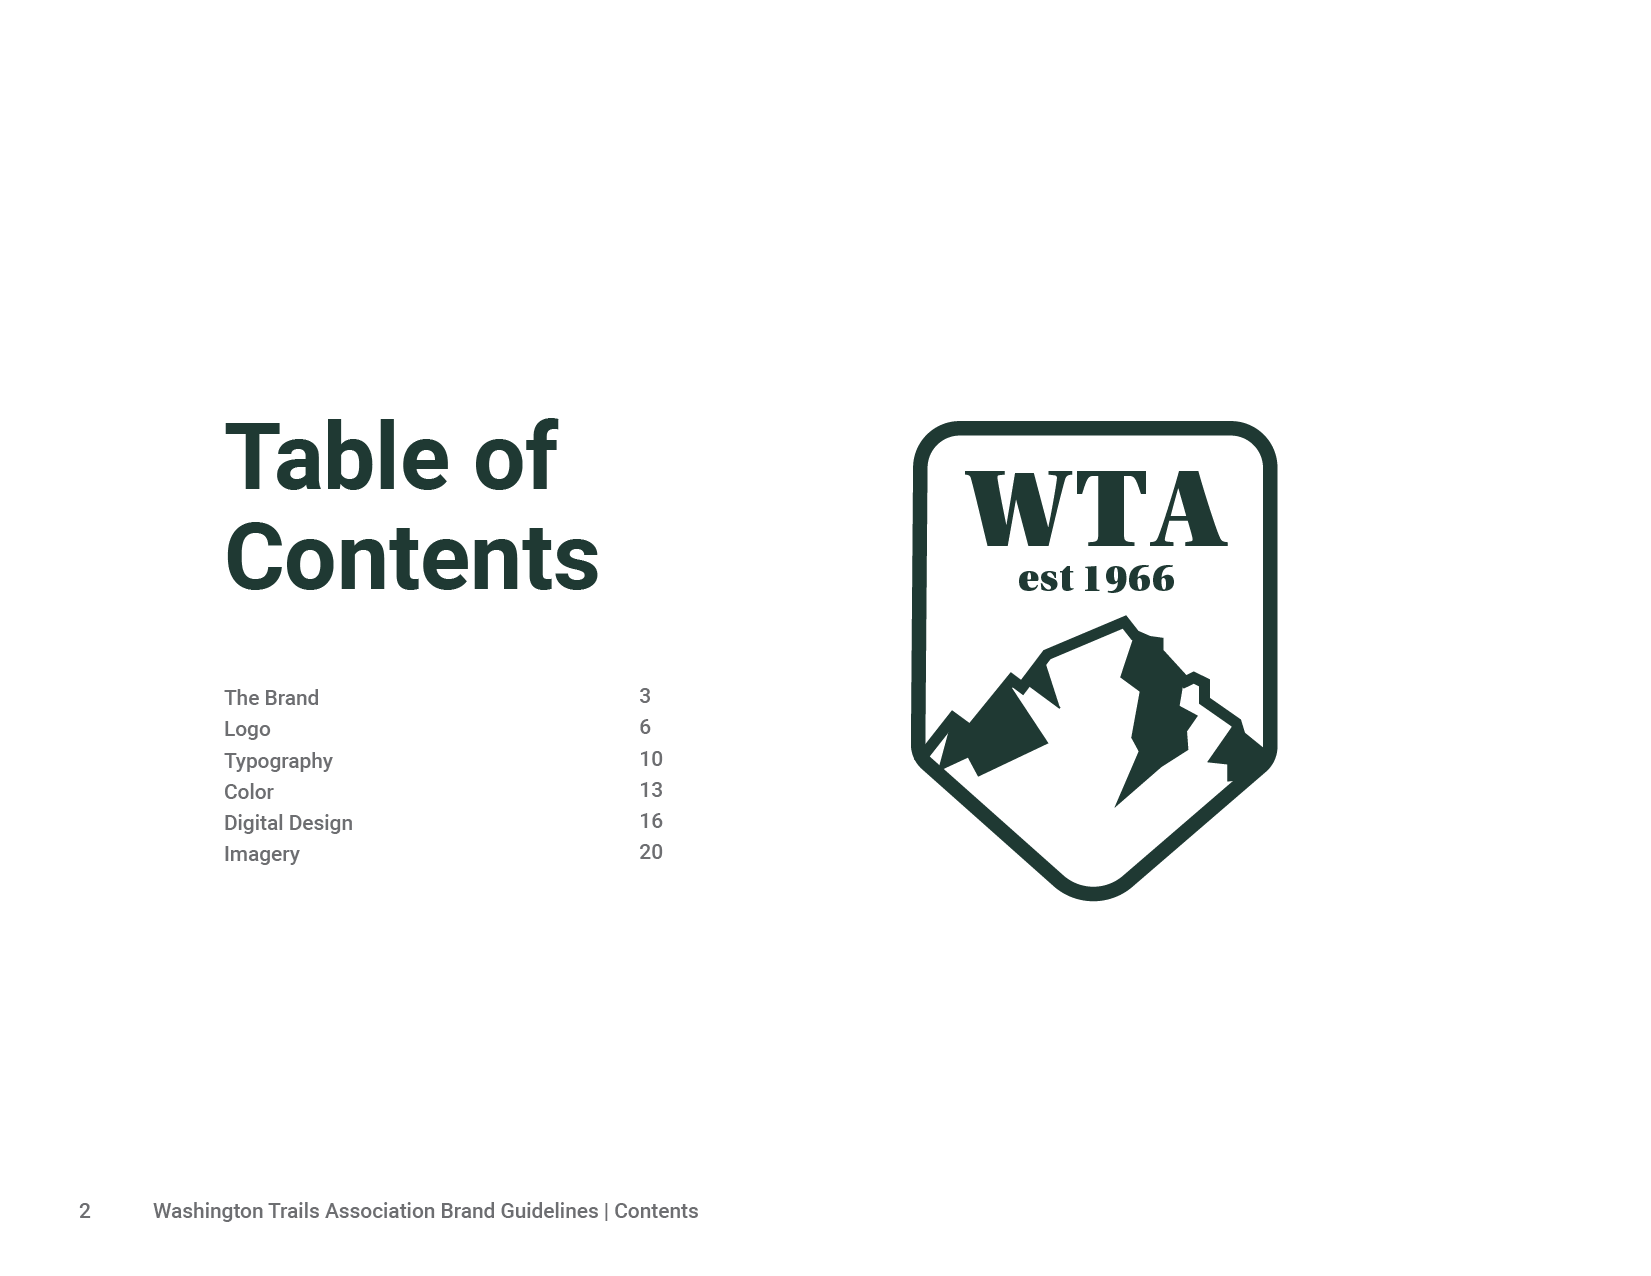 Table of
Contents
The Brand 3
Logo 6
Typography 10
Color 13
Digital Design 16
Imagery 20
WTA
est 1966
2 Washington Trails Association Brand Guidelines | Contents